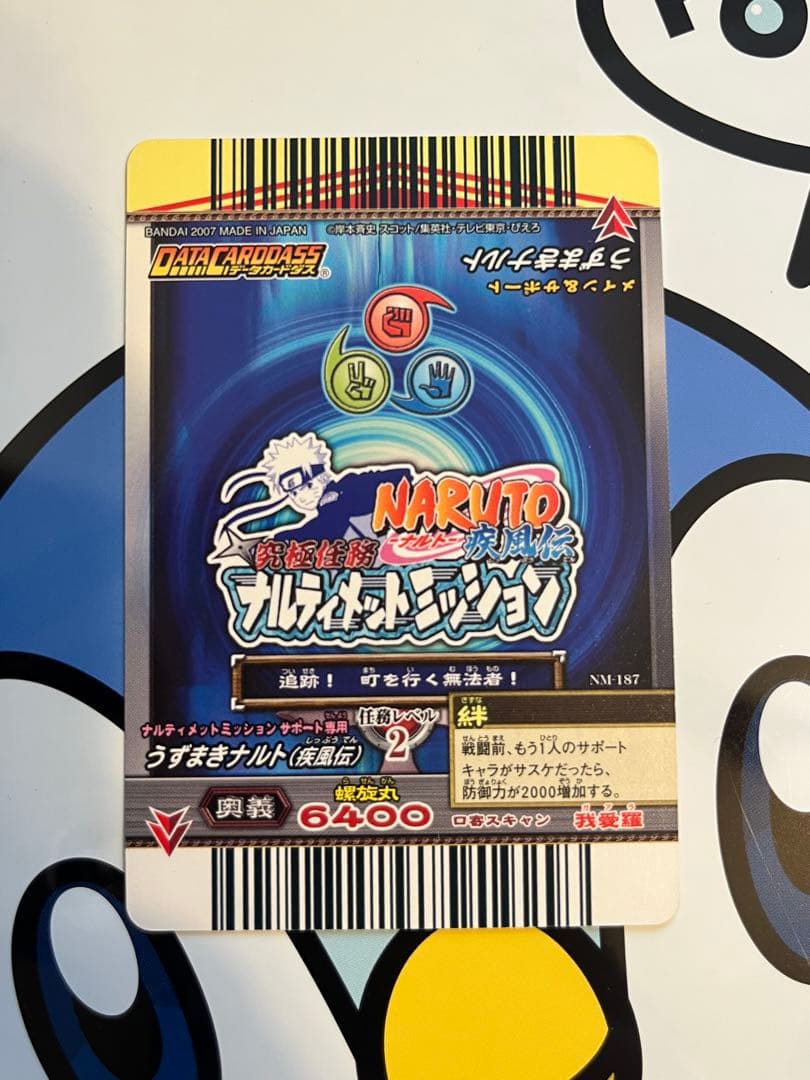 BANDAI 2007 MADE IN JAPAN ©岸本斉史 スコット/集英社・テレビ東京・ぴえろ
DATA CARDDASS
データカードダス®
うずまきナルト
メイン&サポート
NARUTO
-ナルト-
疾風伝
究極任務
ナルティメットミッション
追跡! 町を行く無法者!
NM-187
ナルティメットミッション サポート専用
うずまきナルト(疾風伝)
任務レベル
2
絆
戦闘前、もう1人のサポート
キャラがサスケだったら、
防御力が2000増加する。
奥義
螺旋丸
6400
口寄スキャン
我愛羅